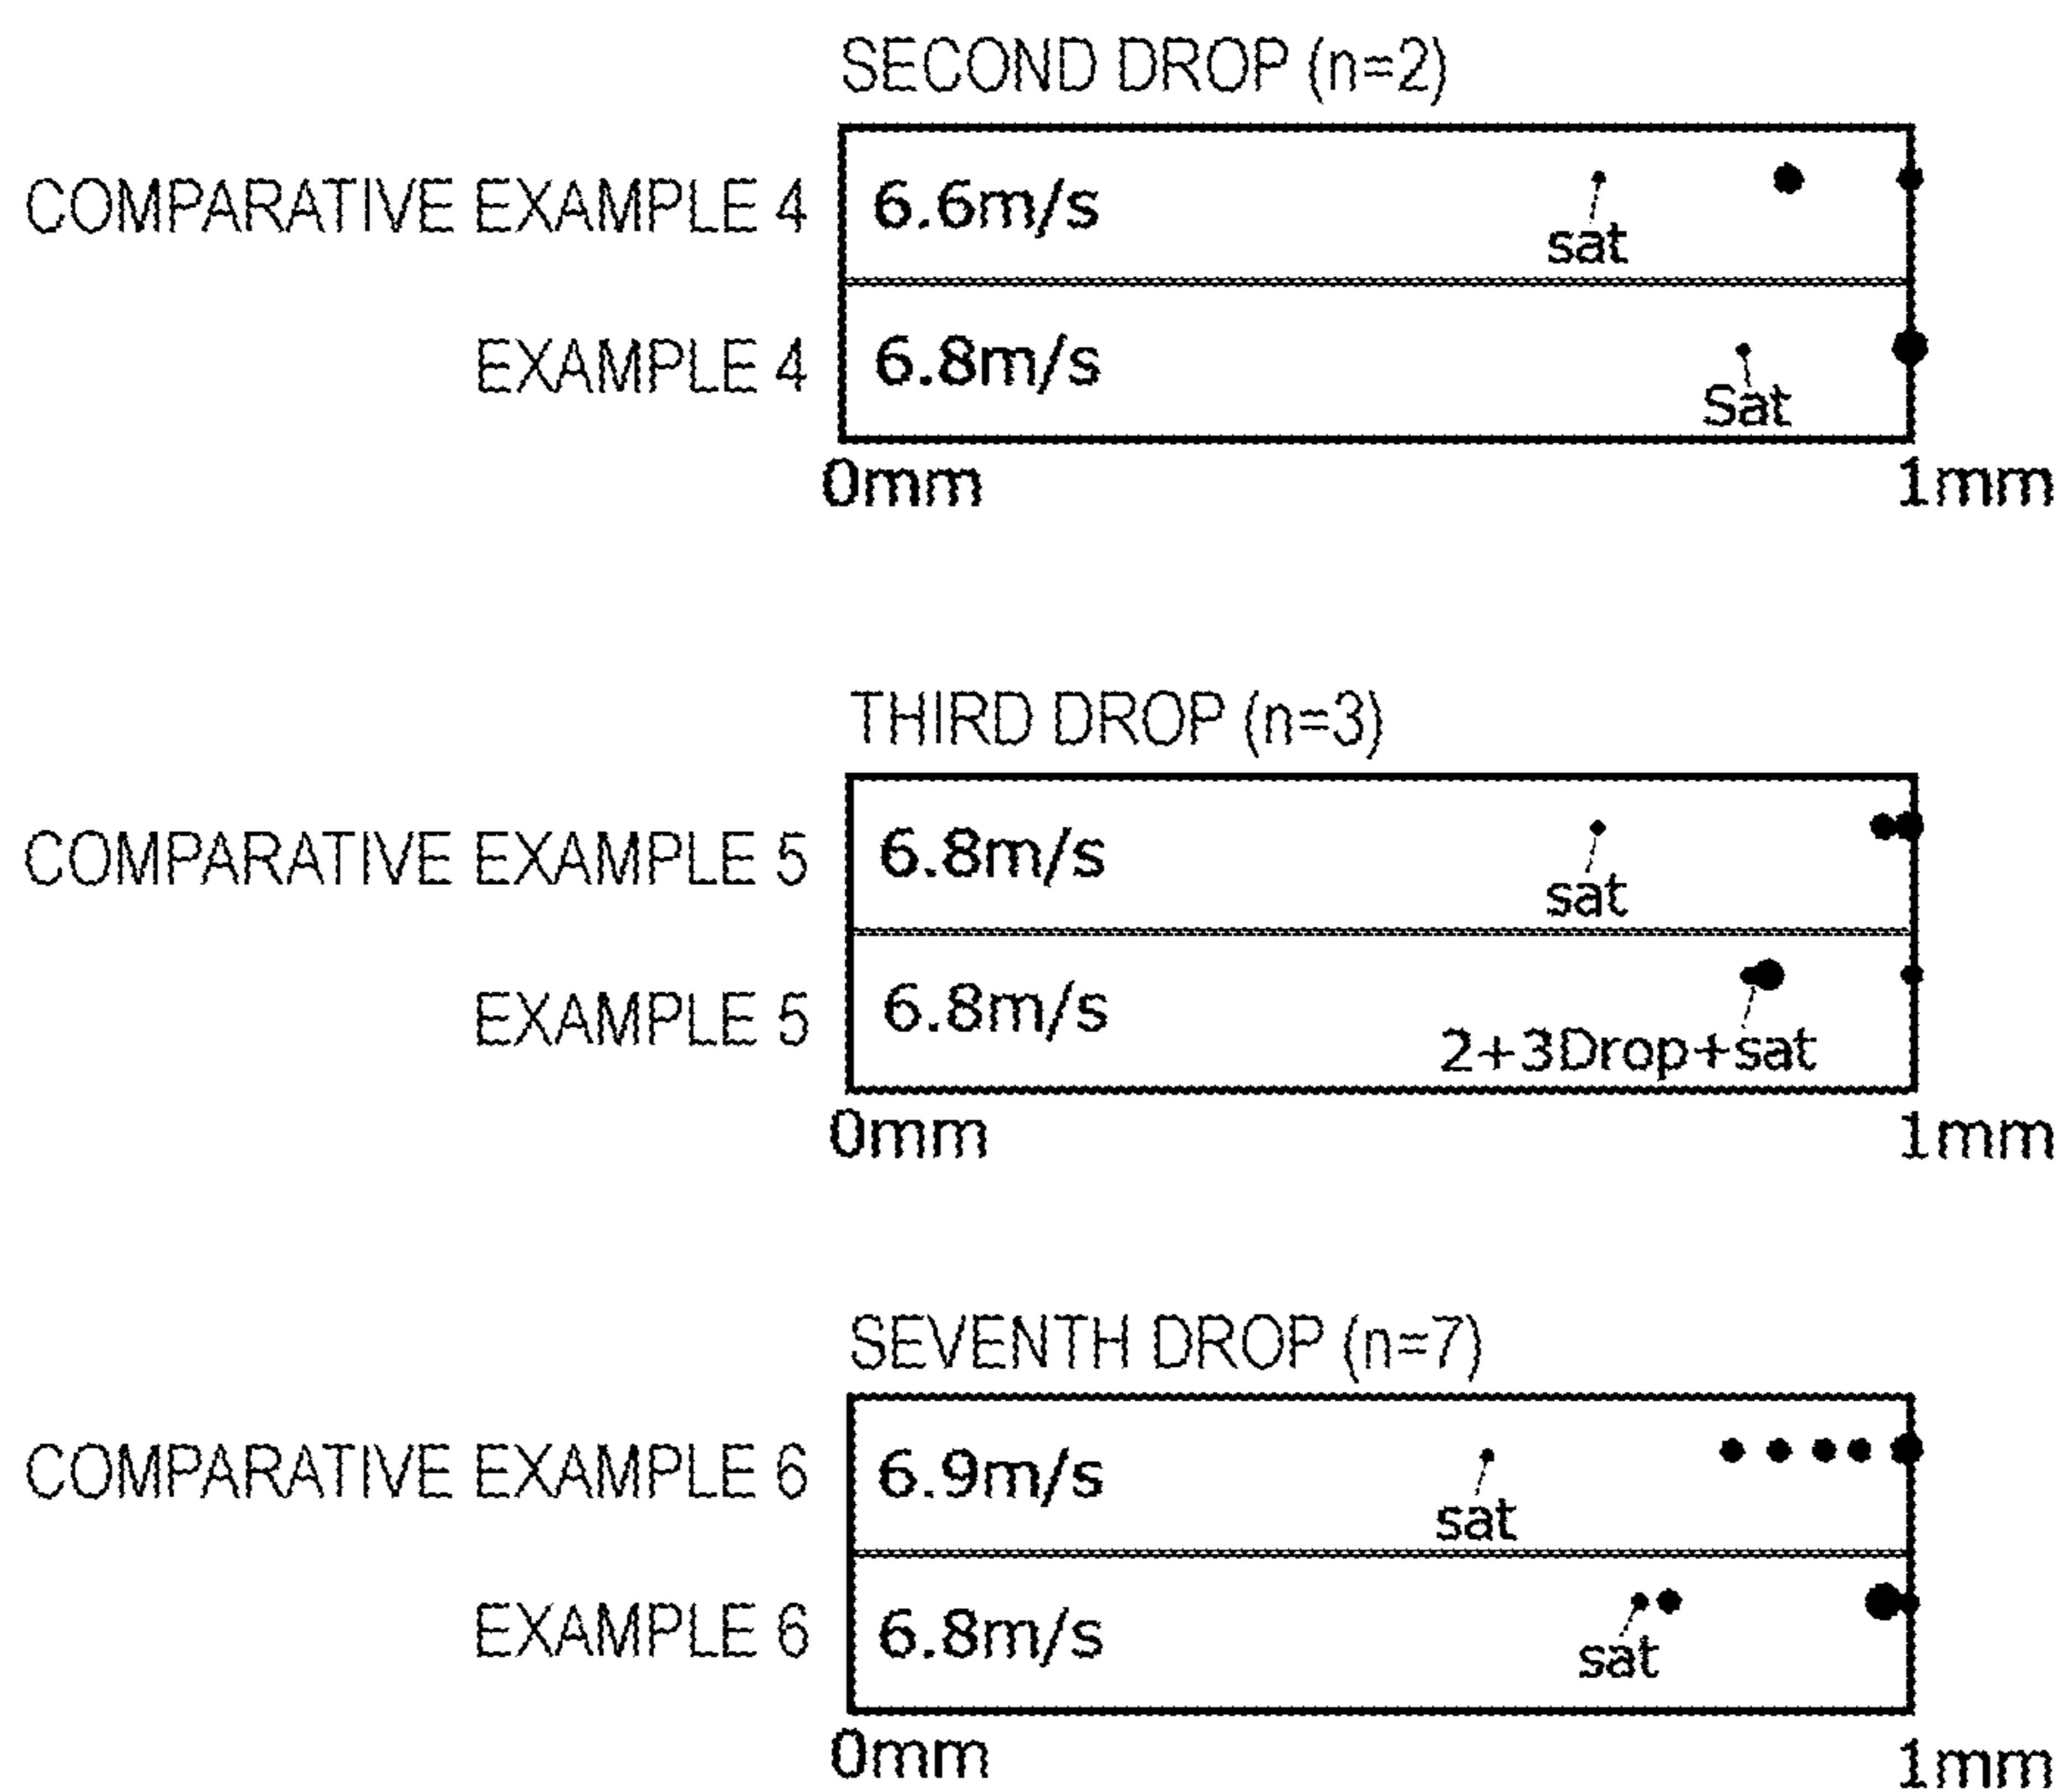 SECOND DROP (n=2)
COMPARATIVE EXAMPLE 4 6.6m/s sat
EXAMPLE 4 6.8m/s Sat
0mm 1mm
THIRD DROP (n=3)
COMPARATIVE EXAMPLE 5 6.8m/s sat
EXAMPLE 5 6.8m/s 2+3Drop+sat
0mm 1mm
SEVENTH DROP (n=7)
COMPARATIVE EXAMPLE 6 6.9m/s sat
EXAMPLE 6 6.8m/s sat
0mm 1mm